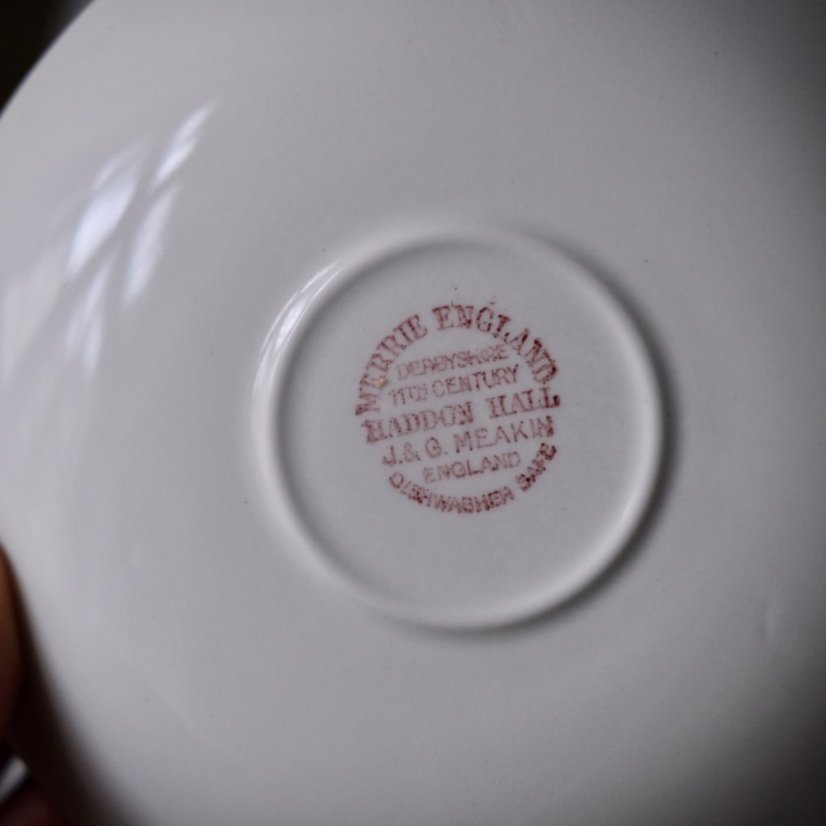 MERRIE ENGLAND
DERBYSHIRE
11TH CENTURY
HADDON HALL
J.& G. MEAKIN
ENGLAND
DISHWASHER SAFE